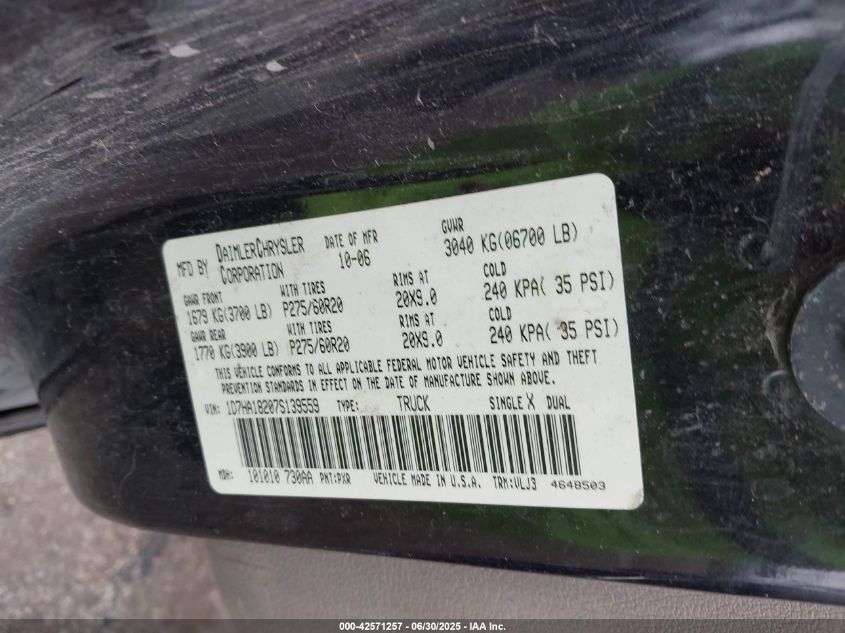 MFD BY DAIMLERCHRYSLER CORPORATION DATE OF MFR 10-06 GVWR 3040 KG(06700 LB)
GAWR FRONT WITH TIRES RIMS AT COLD
1679 KG(3700 LB) P275/60R20 20X9.0 240 KPA( 35 PSI)
GAWR REAR WITH TIRES RIMS AT COLD
1770 KG(3900 LB) P275/60R20 20X9.0 240 KPA( 35 PSI)
THIS VEHICLE CONFORMS TO ALL APPLICABLE FEDERAL MOTOR VEHICLE SAFETY AND THEFT
PREVENTION STANDARDS IN EFFECT ON THE DATE OF MANUFACTURE SHOWN ABOVE.
VIN: 1D7HA18207S139559 TYPE: TRUCK SINGLE X DUAL
MDH: 101010 730AA PNT:PXR VEHICLE MADE IN U.S.A. TRM:VLJ3 4648503
000-42571257 - 06/30/2025 - IAA Inc.